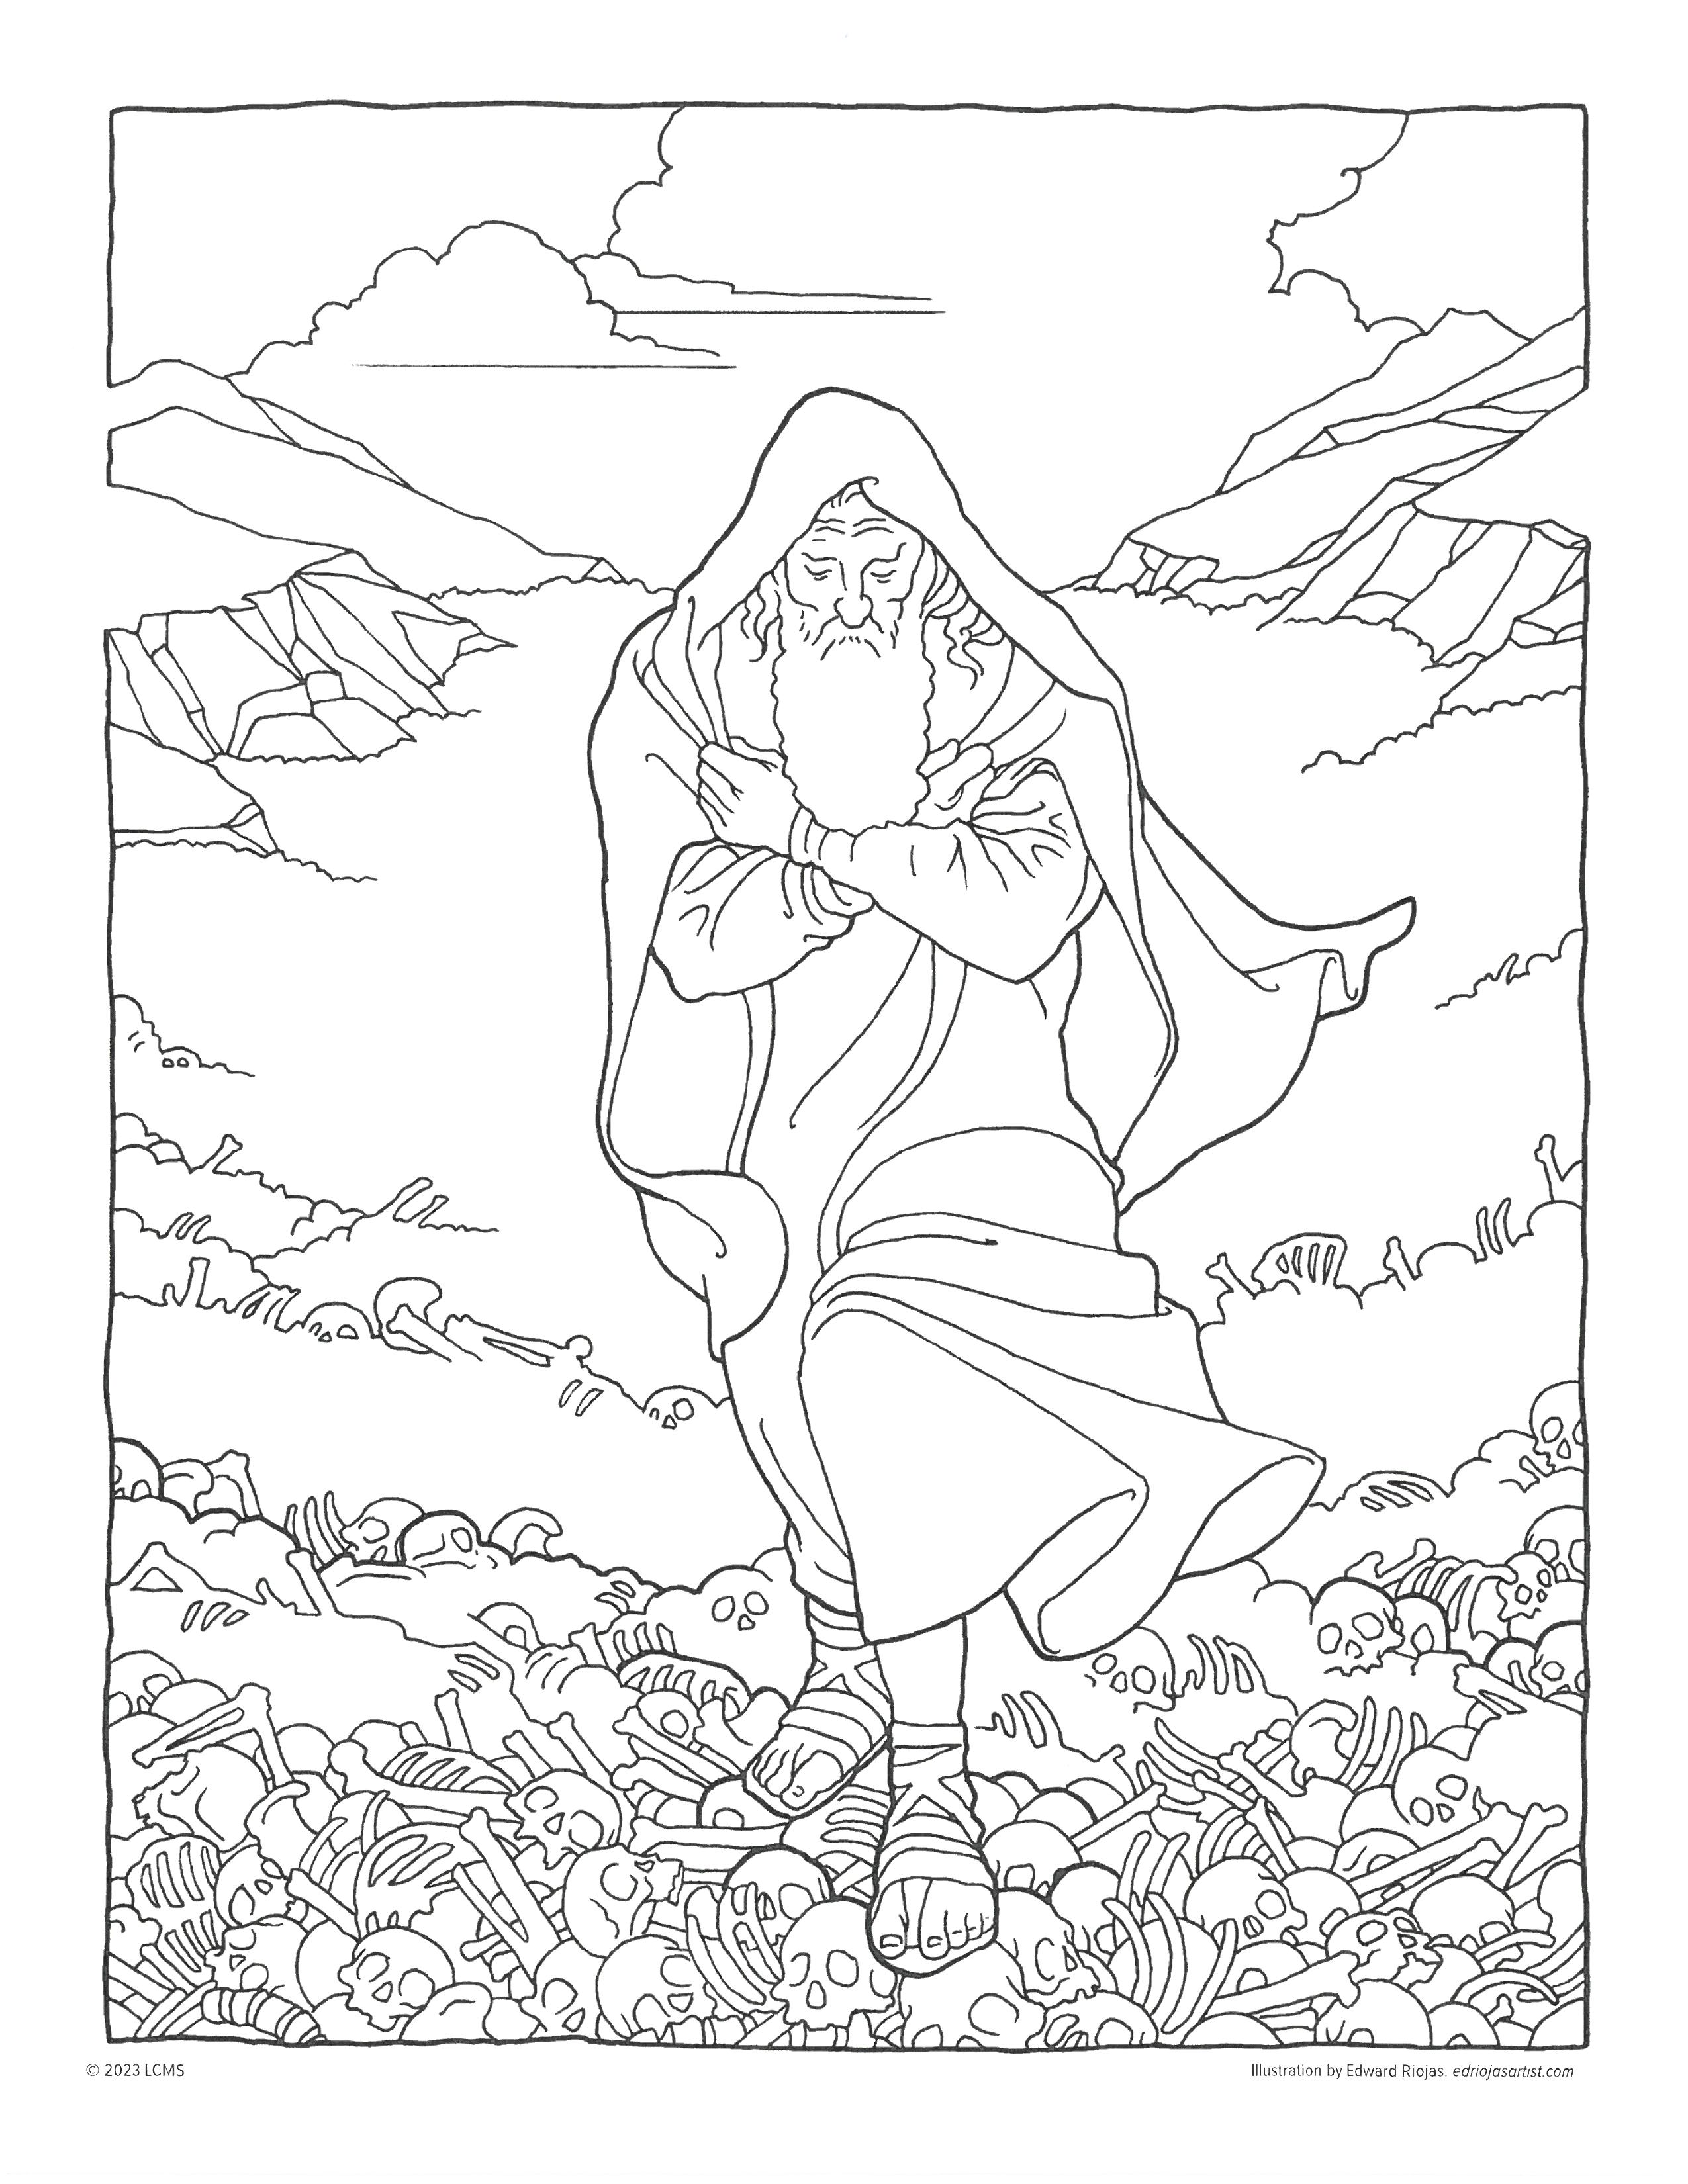 © 2023 LCMS
Illustration by Edward Riojas. edriojasartist.com